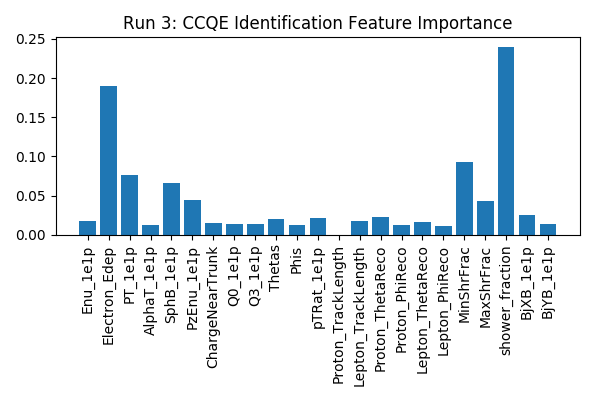 Run 3: CCQE Identification Feature Importance
0.25
0.20
0.15
0.10
0.05
0.00
Enu_1e1p
Electron_Edep
PT_1e1p
AlphaT_1e1p
SphB_1e1p
PzEnu_1e1p
ChargeNearTrunk
Q0_1e1p
Q3_1e1p
Thetas
Phis
pTRat_1e1p
Proton_TrackLength
Lepton_TrackLength
Proton_ThetaReco
Proton_PhiReco
Lepton_ThetaReco
Lepton_PhiReco
MinShrFrac
MaxShrFrac
shower_fraction
BjXB_1e1p
BjYB_1e1p